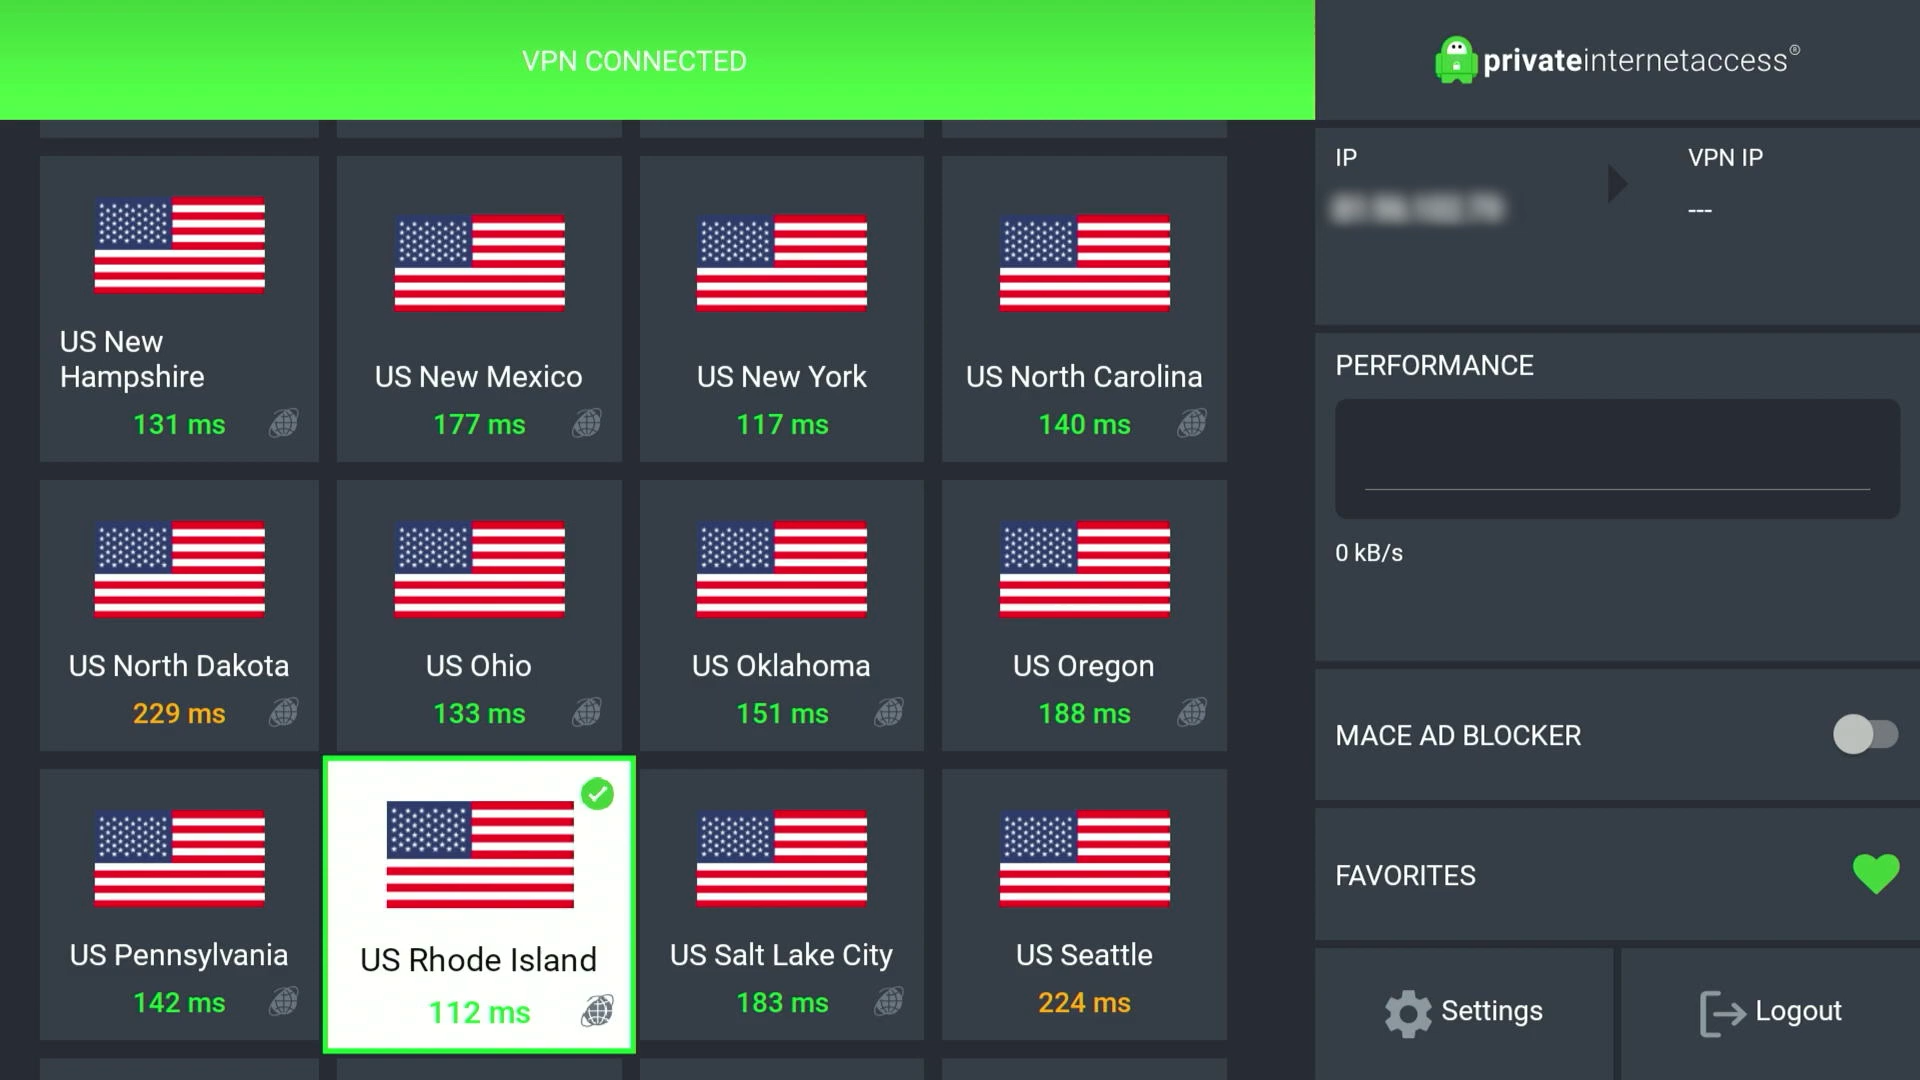 VPN CONNECTED
privateinternetaccess®
IP
VPN IP
---
US New
Hampshire
131 ms
US New Mexico
177 ms
US New York
117 ms
US North Carolina
140 ms
US North Dakota
229 ms
US Ohio
133 ms
US Oklahoma
151 ms
US Oregon
188 ms
US Pennsylvania
142 ms
US Rhode Island
112 ms
US Salt Lake City
183 ms
US Seattle
224 ms
PERFORMANCE
0 kB/s
MACE AD BLOCKER
FAVORITES
Settings
Logout